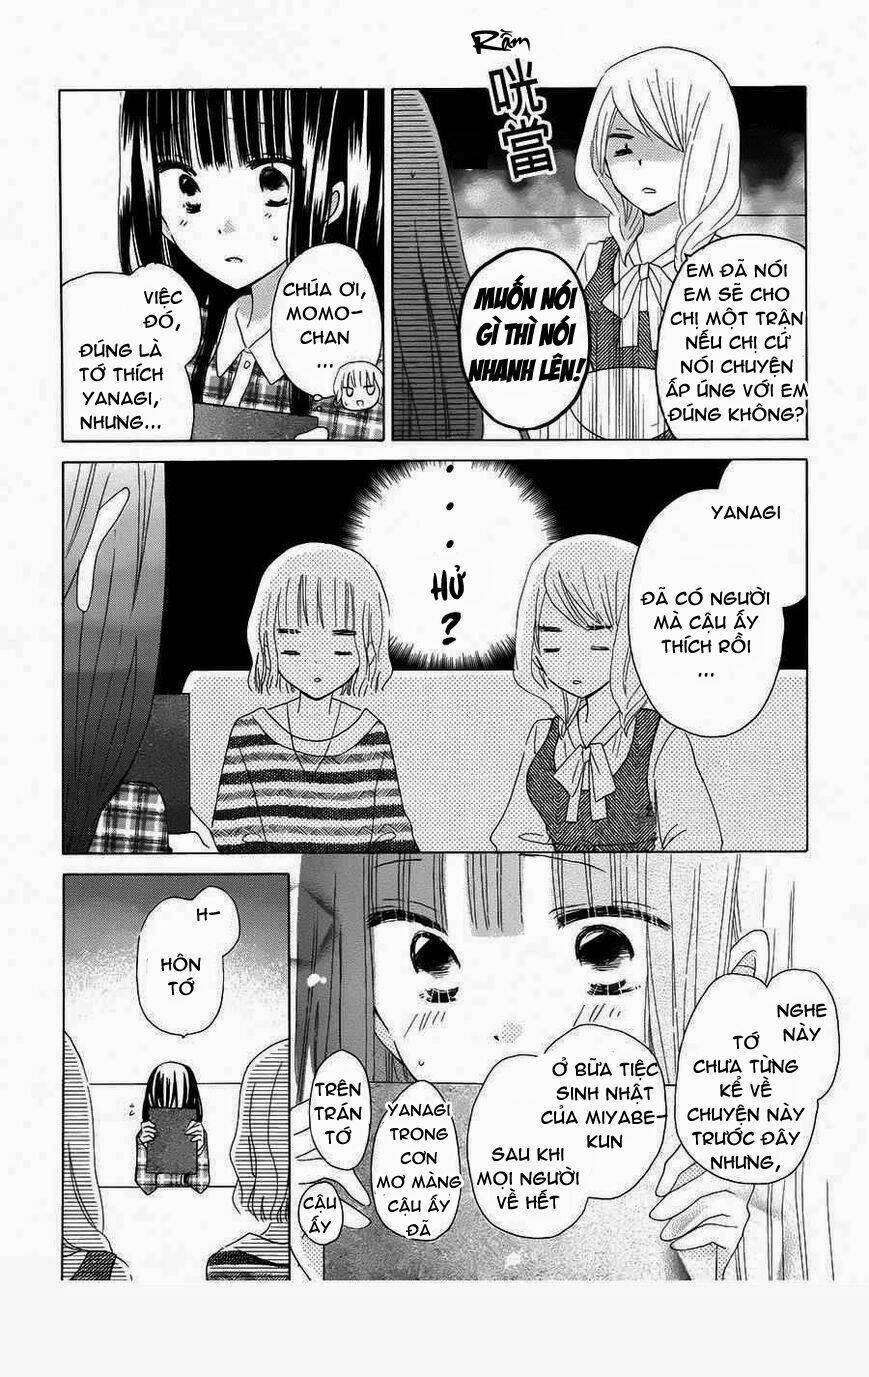 Rầm
咣當
EM ĐÃ NÓI
EM SẼ CHO
CHỊ MỘT TRẬN
NẾU CHỊ CỨ
NÓI CHUYỆN
ẤP ÚNG VỚI EM
ĐÚNG KHÔNG?
MUỐN NÓI
GÌ THÌ NÓI
NHANH LÊN!
CHÚA ƠI,
MOMO-
CHAN
...
VIỆC
ĐÓ,
ĐÚNG LÀ
TỚ THÍCH
YANAGI,
NHƯNG...
YANAGI
ĐÃ CÓ NGƯỜI
MÀ CẬU ẤY
THÍCH RỒI
...
...
HỬ
?
NGHE
NÀY
TỚ
CHƯA TỪNG
KỂ VỀ
CHUYỆN NÀY
TRƯỚC ĐÂY
NHƯNG,
Ở BỮA TIỆC
SINH NHẬT
CỦA MIYABE-
KUN
SAU KHI
MỌI NGƯỜI
VỀ HẾT
YANAGI
TRONG
CƠN
MƠ MÀNG
CẬU ẤY
ĐÃ
TRÊN
TRÁN
TỚ
CẬU
ẤY
H-
HÔN
TỚ